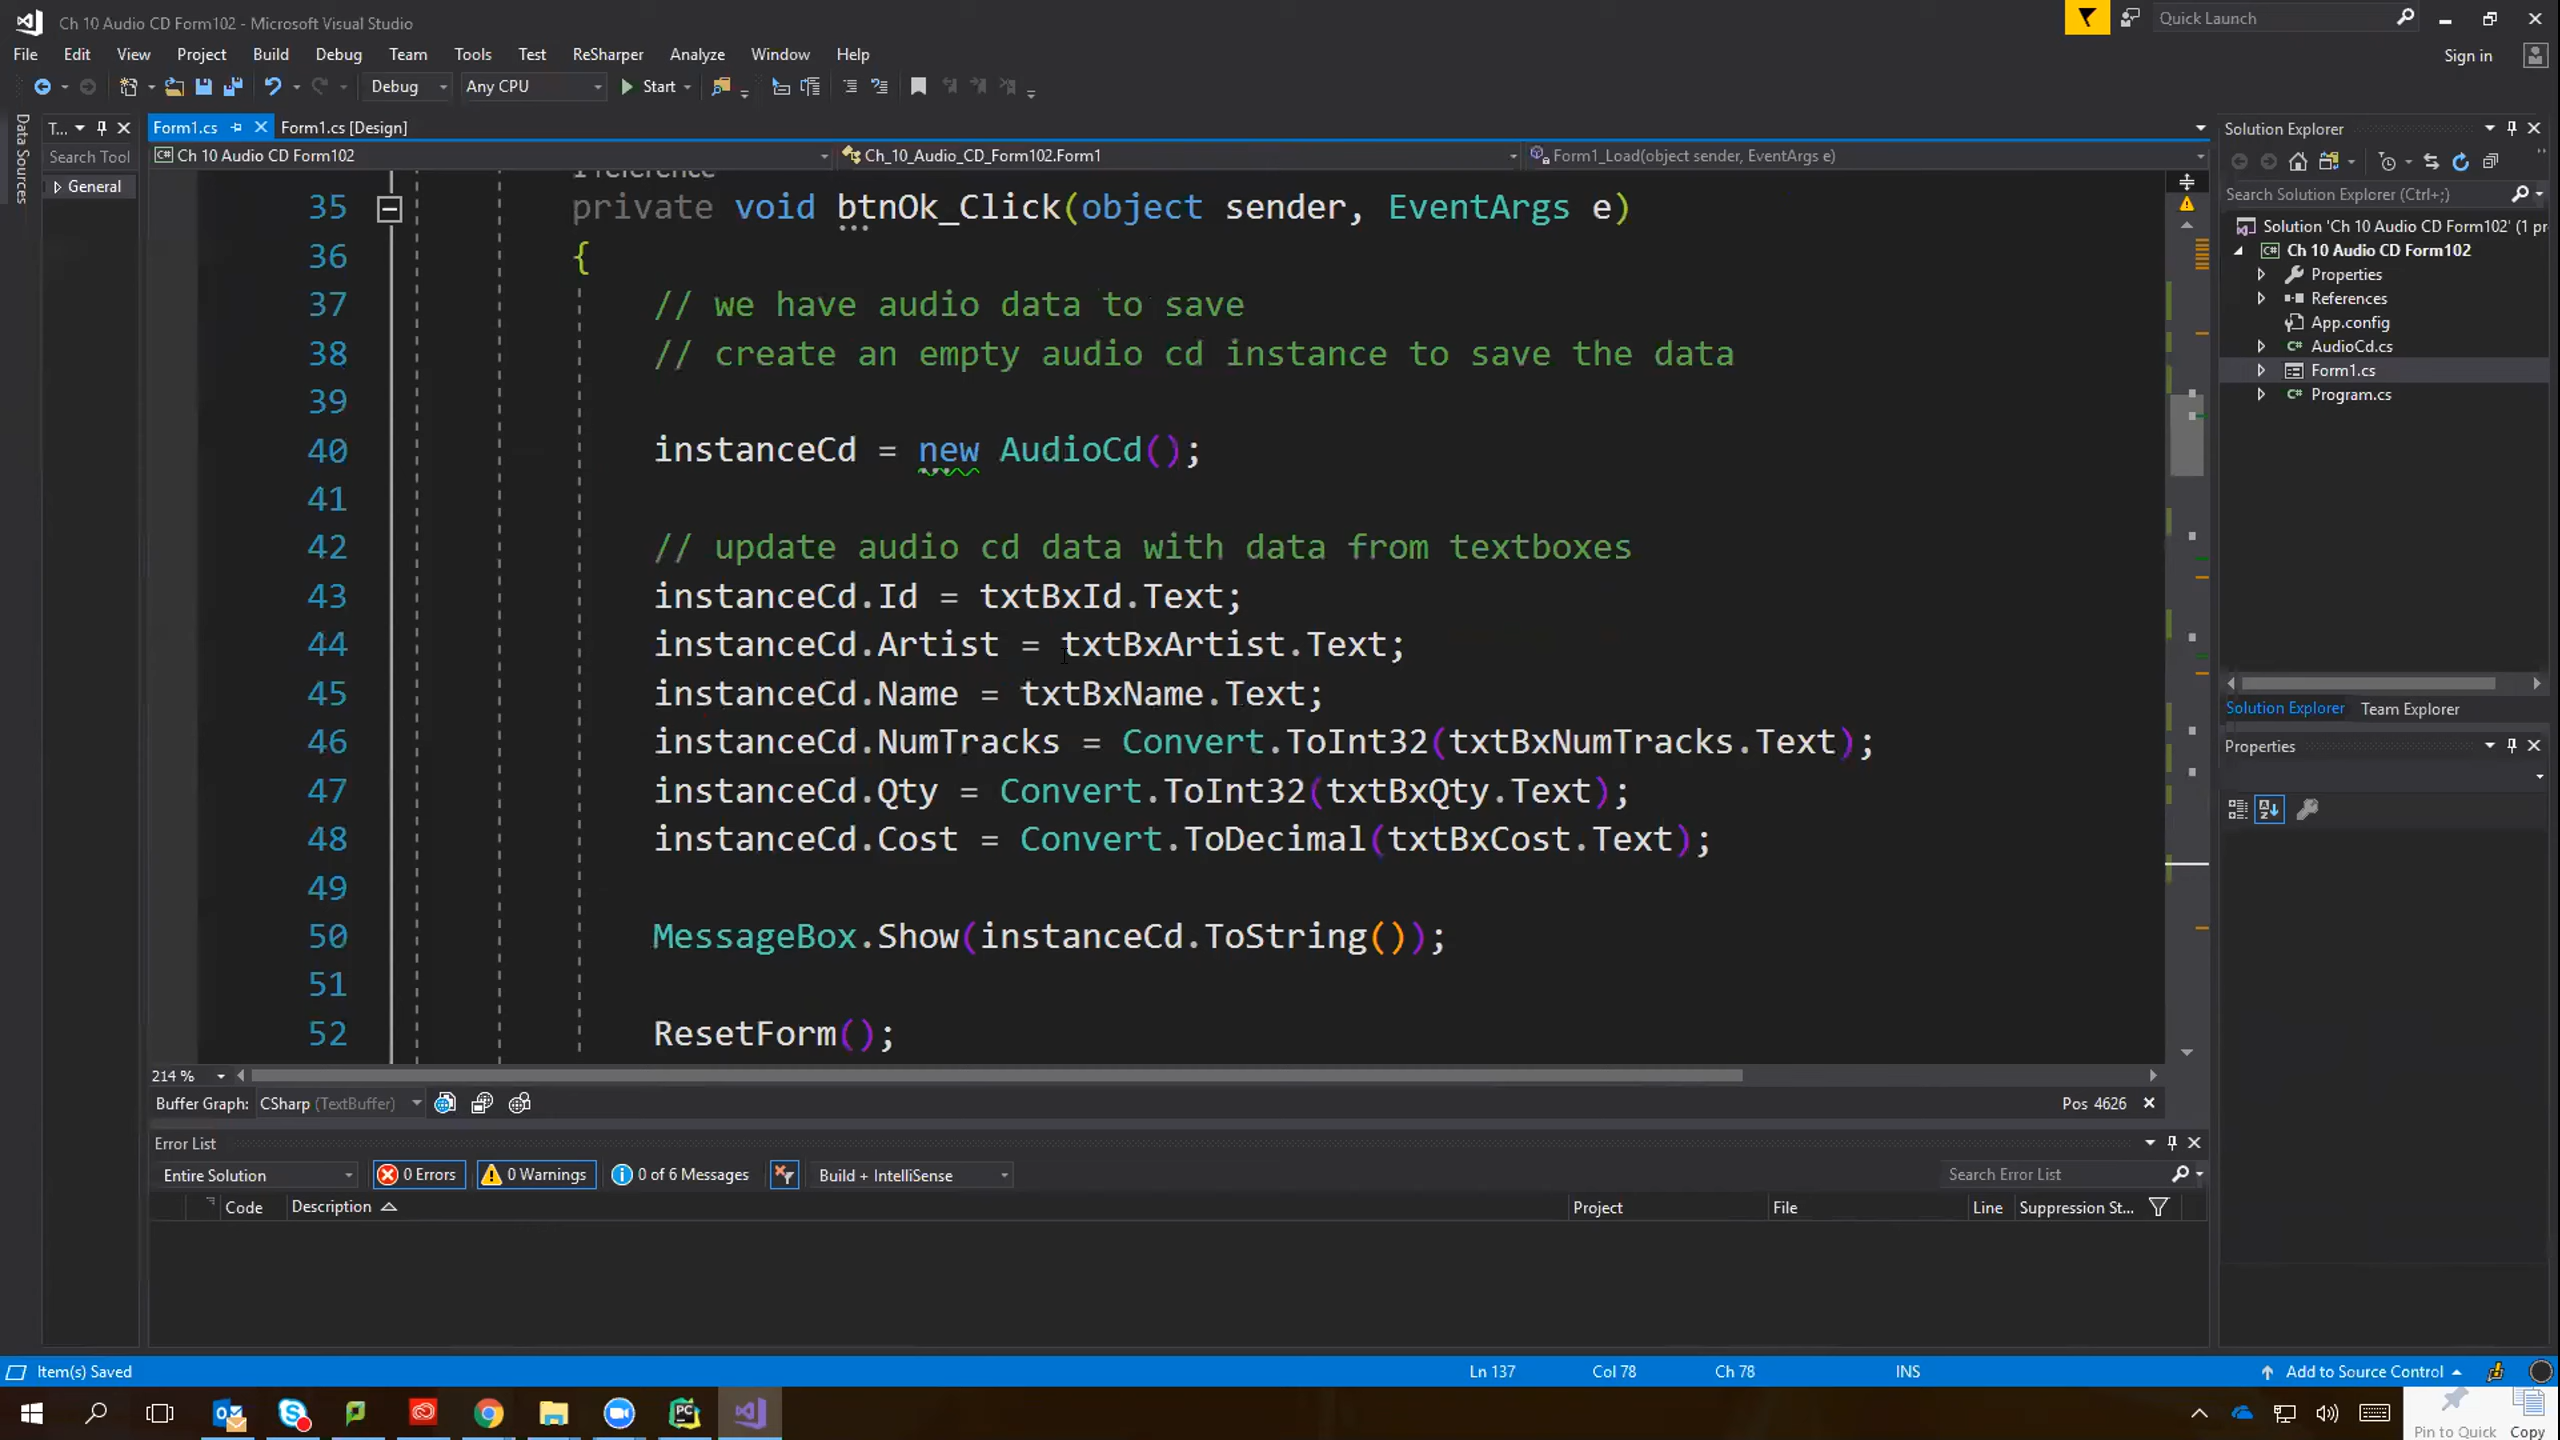 Ch 10 Audio CD Form102 - Microsoft Visual Studio
Quick Launch
File Edit View Project Build Debug Team Tools Test ReSharper Analyze Window Help
Sign in
Debug Any CPU Start
Data Sources
T...
Search Tool
General
Form1.cs Form1.cs [Design]
Ch 10 Audio CD Form102 Ch_10_Audio_CD_Form102.Form1 Form1_Load(object sender, EventArgs e)
1 reference
35 private void btnOk_Click(object sender, EventArgs e)
36 {
37 // we have audio data to save
38 // create an empty audio cd instance to save the data
39
40 instanceCd = new AudioCd();
41
42 // update audio cd data with data from textboxes
43 instanceCd.Id = txtBxId.Text;
44 instanceCd.Artist = txtBxArtist.Text;
45 instanceCd.Name = txtBxName.Text;
46 instanceCd.NumTracks = Convert.ToInt32(txtBxNumTracks.Text);
47 instanceCd.Qty = Convert.ToInt32(txtBxQty.Text);
48 instanceCd.Cost = Convert.ToDecimal(txtBxCost.Text);
49
50 MessageBox.Show(instanceCd.ToString());
51
52 ResetForm();
214 %
Buffer Graph: CSharp (TextBuffer) Pos 4626
Error List
Entire Solution 0 Errors 0 Warnings 0 of 6 Messages Build + IntelliSense Search Error List
Code Description Project File Line Suppression St...
Solution Explorer
Search Solution Explorer (Ctrl+;)
Solution 'Ch 10 Audio CD Form102' (1 pr
Ch 10 Audio CD Form102
Properties
References
App.config
AudioCd.cs
Form1.cs
Program.cs
Solution Explorer Team Explorer
Properties
Item(s) Saved Ln 137 Col 78 Ch 78 INS Add to Source Control
Pin to Quick Copy